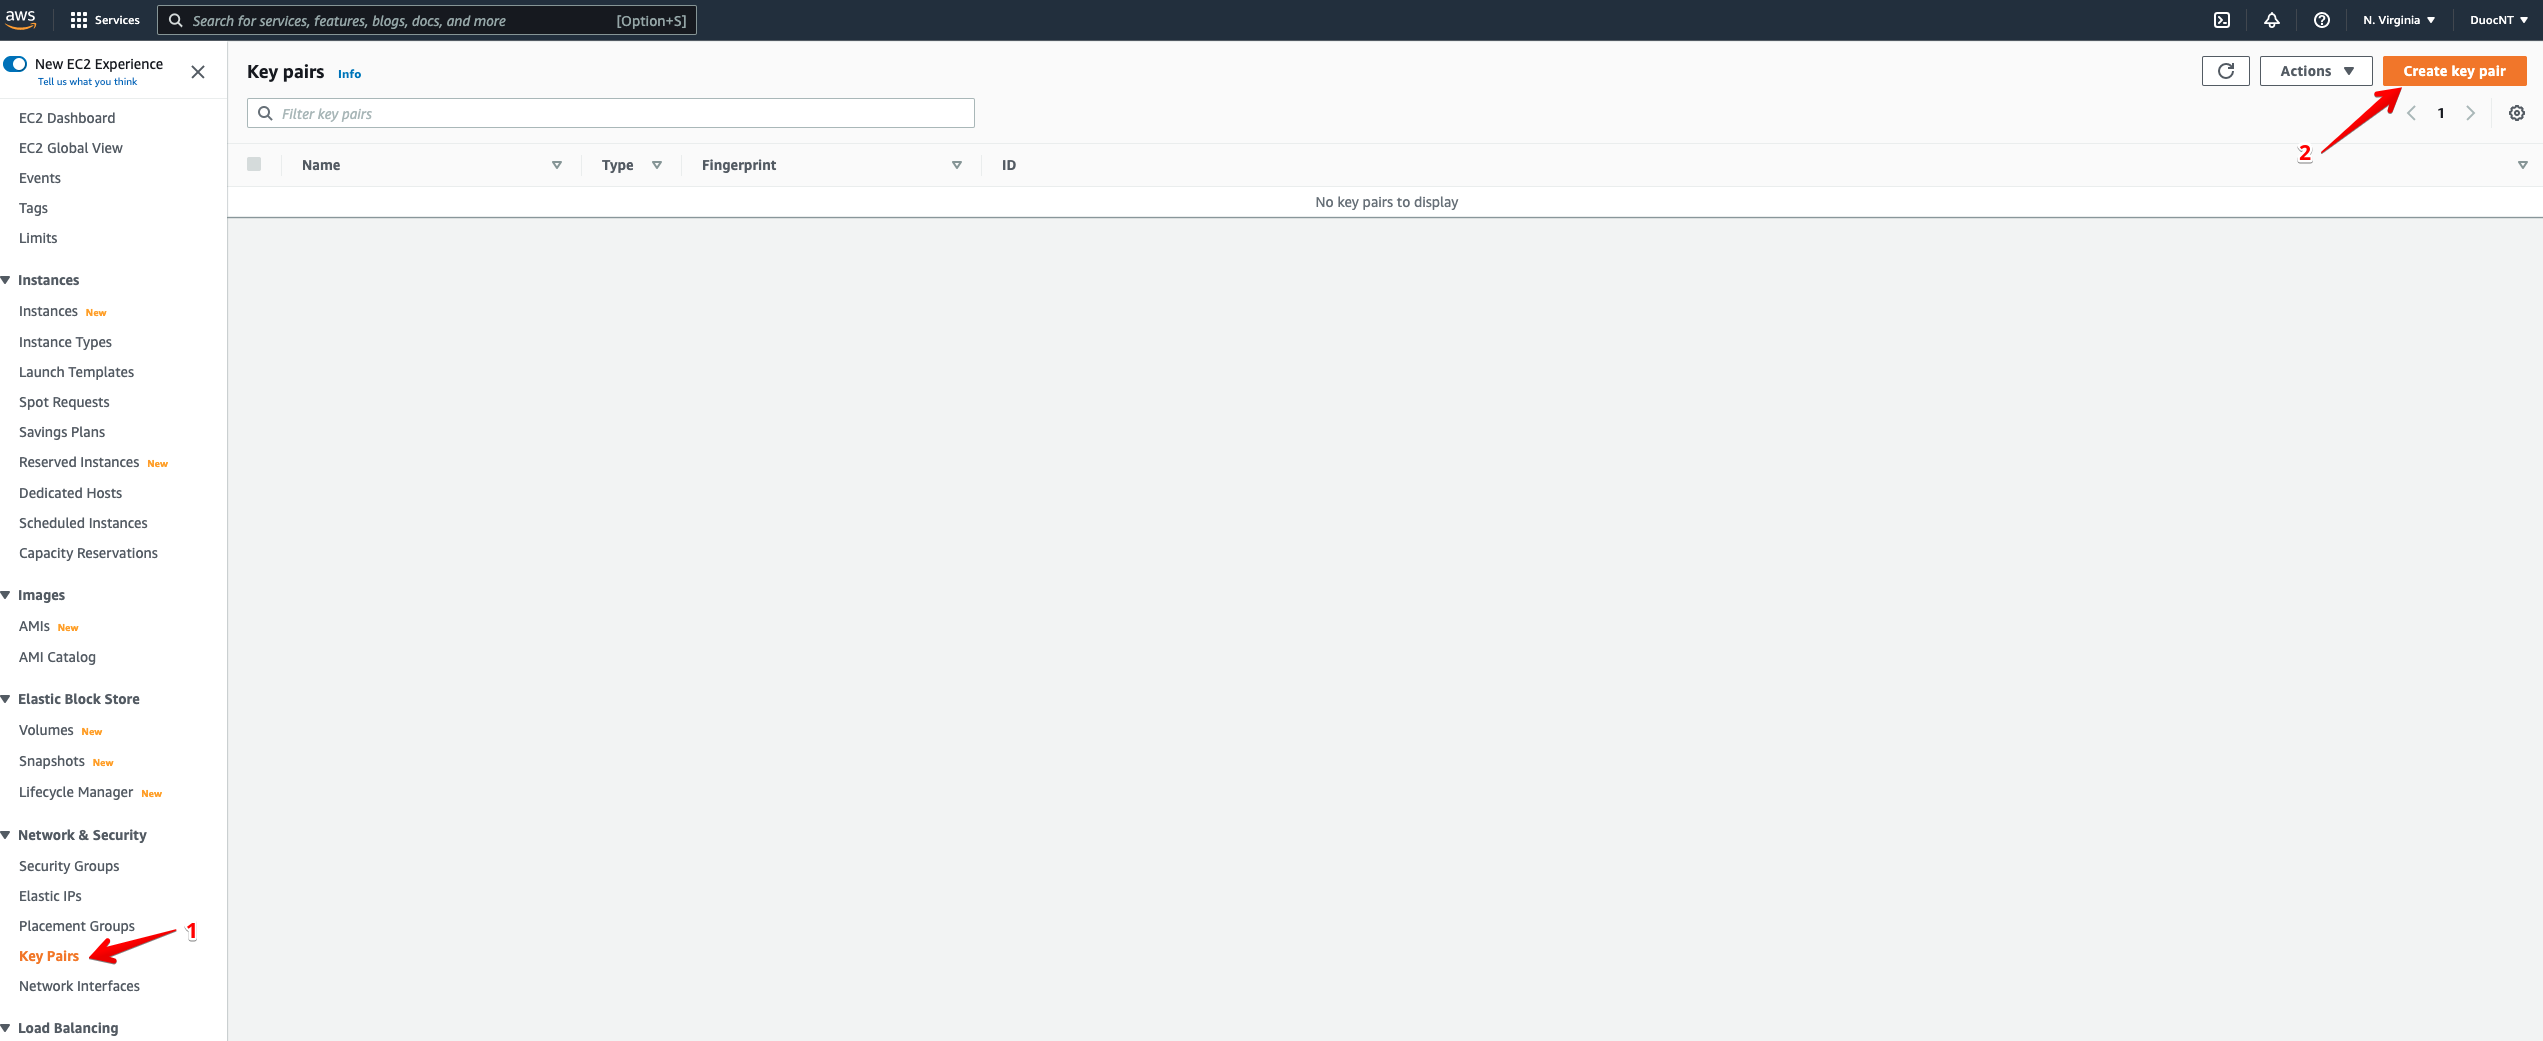 aws
Services
Search for services, features, blogs, docs, and more [Option+S]
N. Virginia
DuocNT
New EC2 Experience
Tell us what you think
EC2 Dashboard
EC2 Global View
Events
Tags
Limits
Instances
Instances New
Instance Types
Launch Templates
Spot Requests
Savings Plans
Reserved Instances New
Dedicated Hosts
Scheduled Instances
Capacity Reservations
Images
AMIs New
AMI Catalog
Elastic Block Store
Volumes New
Snapshots New
Lifecycle Manager New
Network & Security
Security Groups
Elastic IPs
Placement Groups
1
Key Pairs
Network Interfaces
Load Balancing
Key pairs Info
Actions
Create key pair
Filter key pairs
1
2
Name Type Fingerprint ID
No key pairs to display